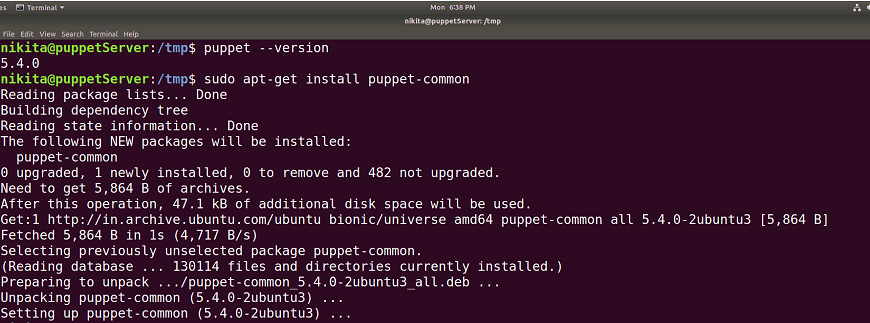 es Terminal ▾ Mon 6:38 PM
nikita@puppetServer: /tmp
File Edit View Search Terminal Help
nikita@puppetServer:/tmp$ puppet --version
5.4.0
nikita@puppetServer:/tmp$ sudo apt-get install puppet-common
Reading package lists... Done
Building dependency tree
Reading state information... Done
The following NEW packages will be installed:
  puppet-common
0 upgraded, 1 newly installed, 0 to remove and 482 not upgraded.
Need to get 5,864 B of archives.
After this operation, 47.1 kB of additional disk space will be used.
Get:1 http://in.archive.ubuntu.com/ubuntu bionic/universe amd64 puppet-common all 5.4.0-2ubuntu3 [5,864 B]
Fetched 5,864 B in 1s (4,717 B/s)
Selecting previously unselected package puppet-common.
(Reading database ... 130114 files and directories currently installed.)
Preparing to unpack .../puppet-common_5.4.0-2ubuntu3_all.deb ...
Unpacking puppet-common (5.4.0-2ubuntu3) ...
Setting up puppet-common (5.4.0-2ubuntu3) ...